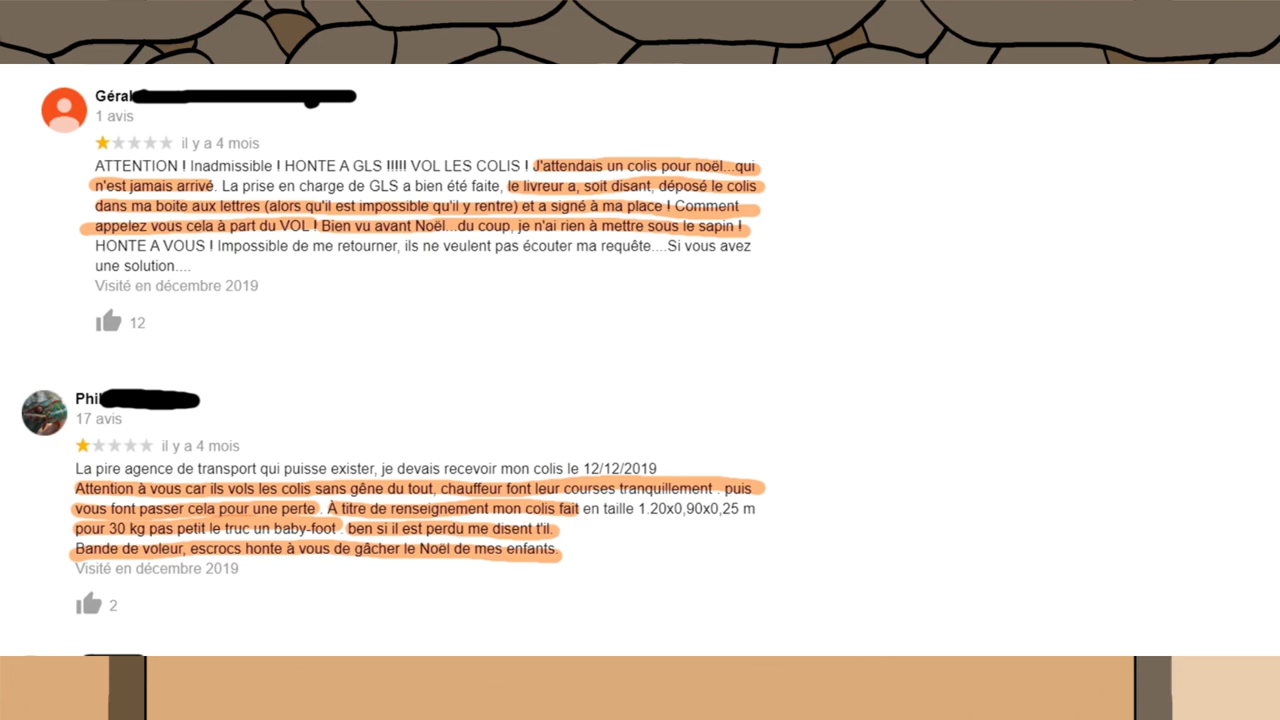 Géral
1 avis
il y a 4 mois
ATTENTION ! Inadmissible ! HONTE A GLS !!!!! VOL LES COLIS ! J'attendais un colis pour noël...qui
n'est jamais arrivé. La prise en charge de GLS a bien été faite, le livreur a, soit disant, déposé le colis
dans ma boite aux lettres (alors qu'il est impossible qu'il y rentre) et a signé à ma place ! Comment
appelez vous cela à part du VOL ! Bien vu avant Noël...du coup, je n'ai rien à mettre sous le sapin !
HONTE A VOUS ! Impossible de me retourner, ils ne veulent pas écouter ma requête....Si vous avez
une solution....
Visité en décembre 2019
12
Phil
17 avis
il y a 4 mois
La pire agence de transport qui puisse exister, je devais recevoir mon colis le 12/12/2019
Attention à vous car ils vols les colis sans gêne du tout, chauffeur font leur courses tranquillement . puis
vous font passer cela pour une perte . À titre de renseignement mon colis fait en taille 1.20x0,90x0,25 m
pour 30 kg pas petit le truc un baby-foot . ben si il est perdu me disent t'il.
Bande de voleur, escrocs honte à vous de gâcher le Noël de mes enfants.
Visité en décembre 2019
2